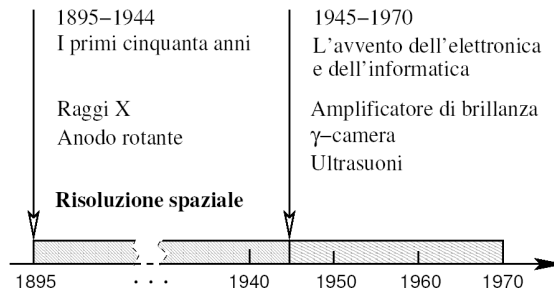 1895–1944
I primi cinquanta anni
Raggi X
Anodo rotante
Risoluzione spaziale
1945–1970
L'avvento dell'elettronica
e dell'informatica
Amplificatore di brillanza
γ–camera
Ultrasuoni
1895 . . . 1940 1950 1960 1970